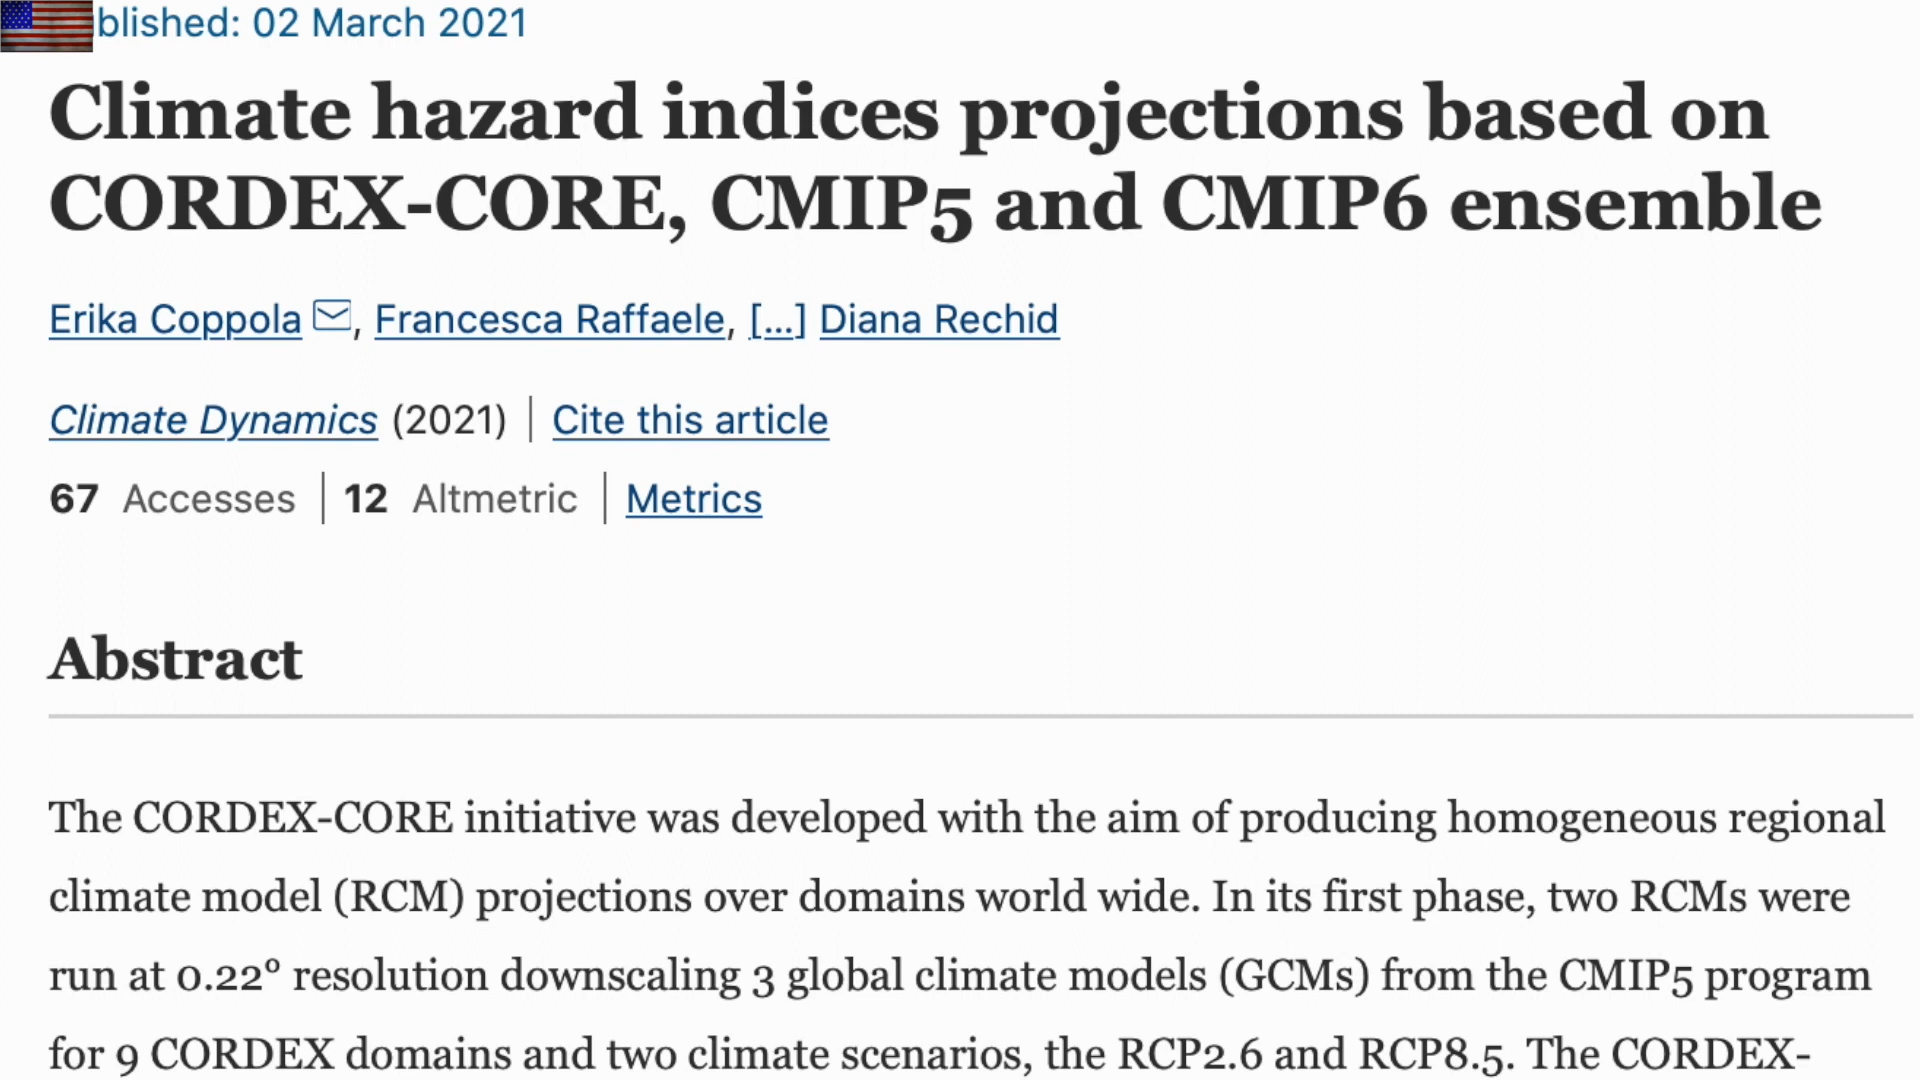 blished: 02 March 2021
Climate hazard indices projections based on
CORDEX-CORE, CMIP5 and CMIP6 ensemble
Erika Coppola, Francesca Raffaele, [...] Diana Rechid
Climate Dynamics (2021) | Cite this article
67 Accesses | 12 Altmetric | Metrics
Abstract
The CORDEX-CORE initiative was developed with the aim of producing homogeneous regional
climate model (RCM) projections over domains world wide. In its first phase, two RCMs were
run at 0.22° resolution downscaling 3 global climate models (GCMs) from the CMIP5 program
for 9 CORDEX domains and two climate scenarios, the RCP2.6 and RCP8.5. The CORDEX-